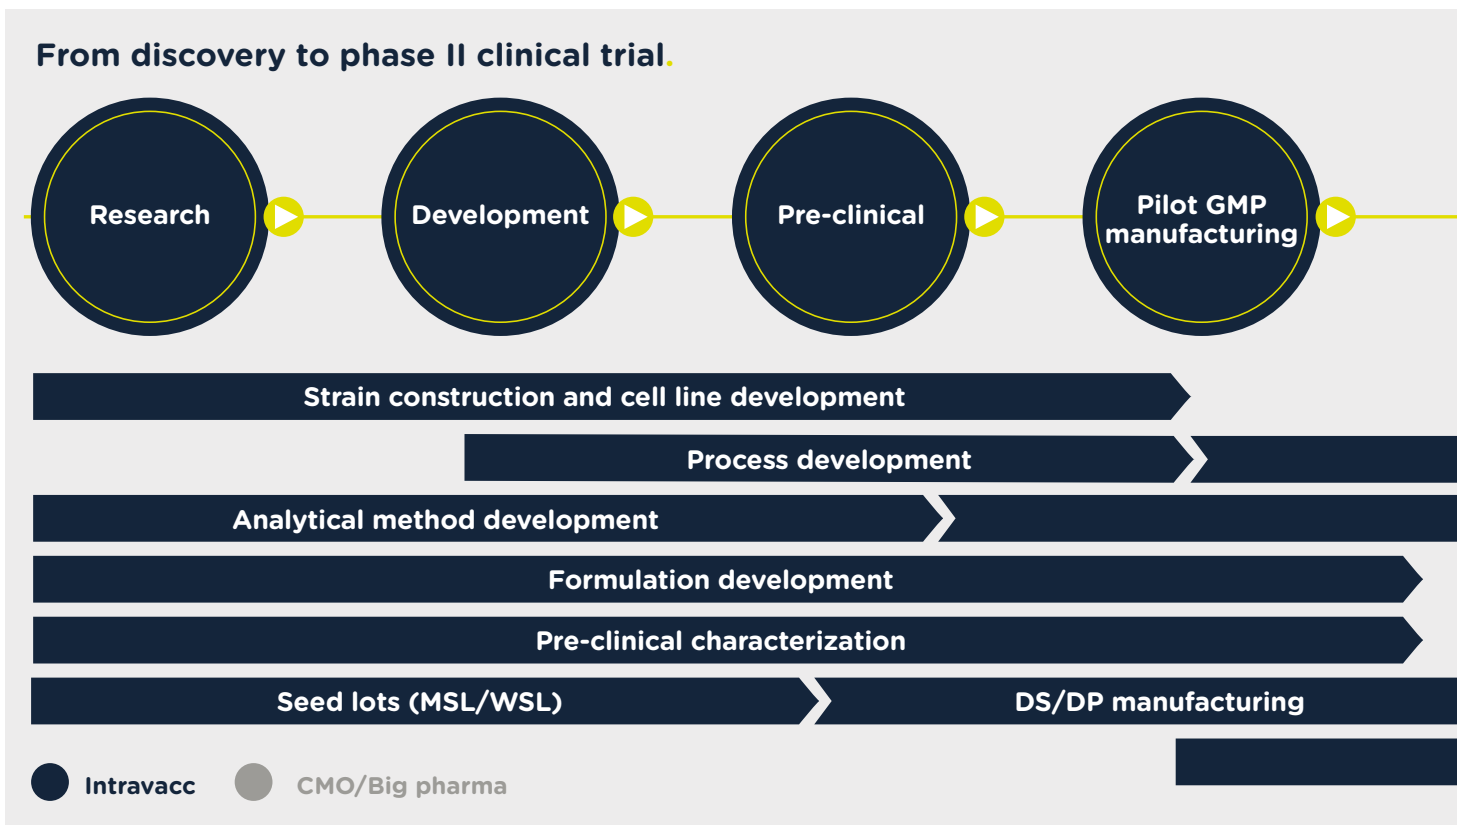 From discovery to phase II clinical trial.
Research
Development
Pre-clinical
Pilot GMP
manufacturing
Strain construction and cell line development
Process development
Analytical method development
Formulation development
Pre-clinical characterization
Seed lots (MSL/WSL)
DS/DP manufacturing
Intravacc
CMO/Big pharma